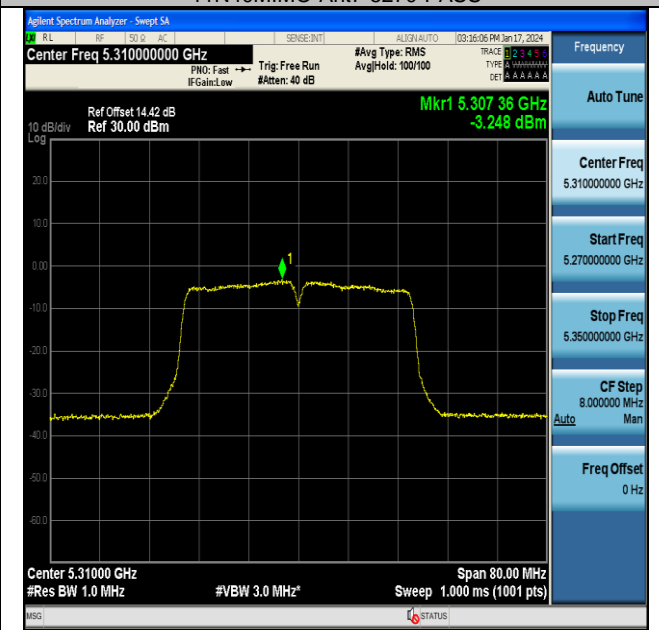 Agilent Spectrum Analyzer - Swept SA
RL RF 50 Ω AC SENSE:INT ALIGN AUTO 03:16:06 PM Jan 17, 2024
Center Freq 5.310000000 GHz
PNO: Fast
IFGain:Low
Trig: Free Run
#Atten: 40 dB
#Avg Type: RMS
Avg|Hold: 100/100
TRACE 1 2 3 4 5 6
TYPE A WWWWW
DET A A A A A A
Frequency
Mkr1 5.307 36 GHz
-3.248 dBm
Ref Offset 14.42 dB
10 dB/div Ref 30.00 dBm
Log
20.0
10.0
0.00
-10.0
-20.0
-30.0
-40.0
-50.0
-60.0
1
Center 5.31000 GHz Span 80.00 MHz
#Res BW 1.0 MHz #VBW 3.0 MHz* Sweep 1.000 ms (1001 pts)
Auto Tune
Center Freq
5.310000000 GHz
Start Freq
5.270000000 GHz
Stop Freq
5.350000000 GHz
CF Step
8.000000 MHz
Auto Man
Freq Offset
0 Hz
MSG STATUS